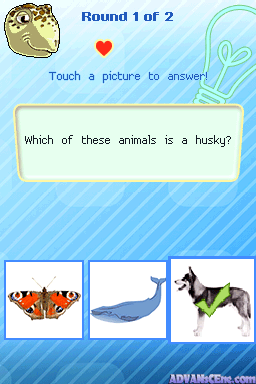 Round 1 of 2
Touch a picture to answer!
Which of these animals is a husky?
ADVANsCEne.com